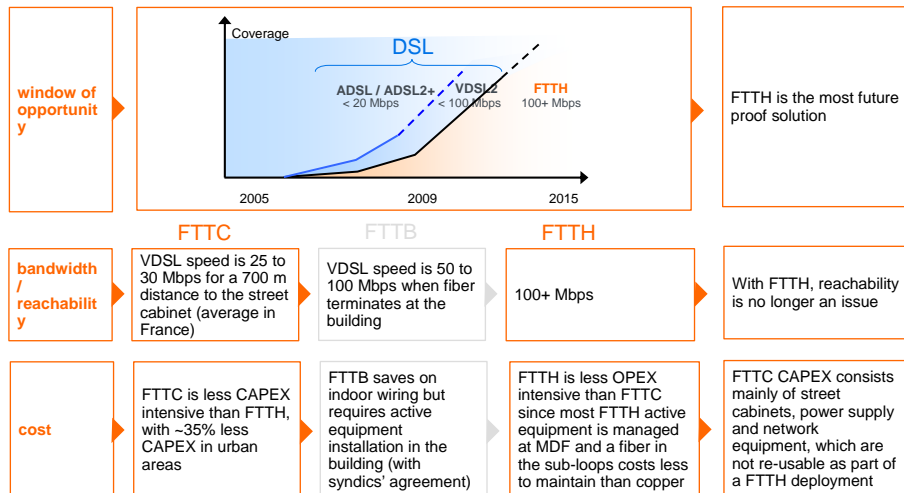 window of
opportunit
y
Coverage
DSL
ADSL / ADSL2+
< 20 Mbps
VDSL2
< 100 Mbps
FTTH
100+ Mbps
2005
2009
2015
FTTH is the most future
proof solution
FTTC
FTTB
FTTH
bandwidth
/
reachabilit
y
VDSL speed is 25 to
30 Mbps for a 700 m
distance to the street
cabinet (average in
France)
VDSL speed is 50 to
100 Mbps when fiber
terminates at the
building
100+ Mbps
With FTTH, reachability
is no longer an issue
cost
FTTC is less CAPEX
intensive than FTTH,
with ~35% less
CAPEX in urban
areas
FTTB saves on
indoor wiring but
requires active
equipment
installation in the
building (with
syndics’ agreement)
FTTH is less OPEX
intensive than FTTC
since most FTTH active
equipment is managed
at MDF and a fiber in
the sub-loops costs less
to maintain than copper
FTTC CAPEX consists
mainly of street
cabinets, power supply
and network
equipment, which are
not re-usable as part of
a FTTH deployment